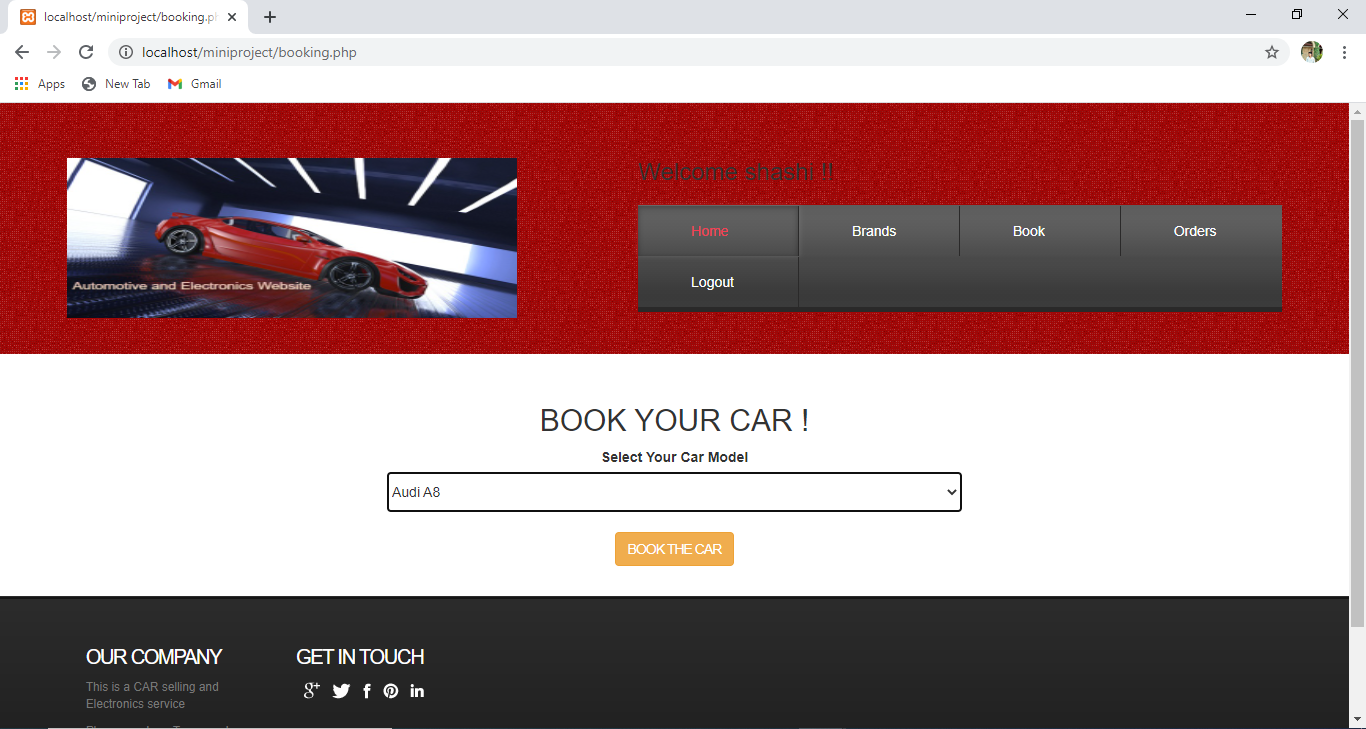 localhost/miniproject/booking.ph
localhost/miniproject/booking.php
Apps
New Tab
Gmail
Welcome shashi !!
Home
Brands
Book
Orders
Logout
Automotive and Electronics Website
BOOK YOUR CAR !
Select Your Car Model
Audi A8
BOOK THE CAR
OUR COMPANY
GET IN TOUCH
This is a CAR selling and
Electronics service